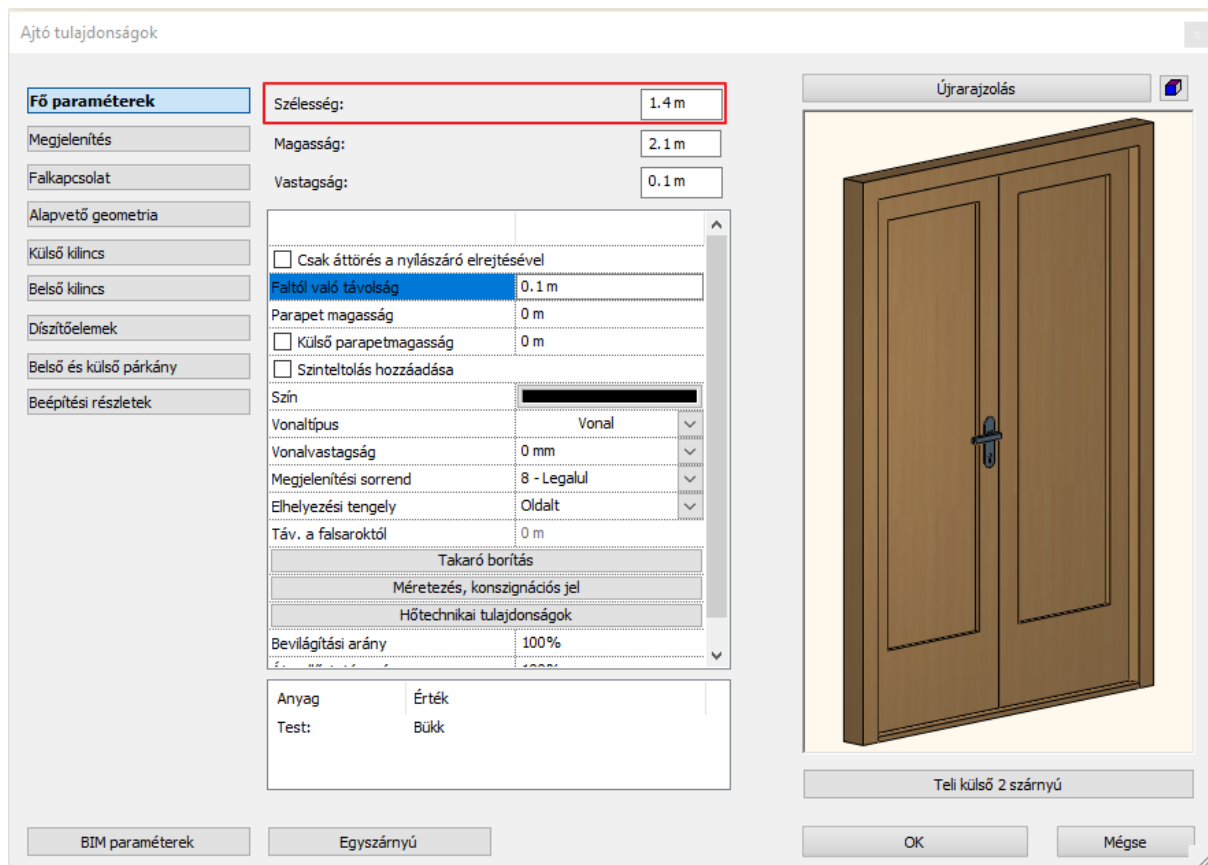 Ajtó tulajdonságok
x
Fő paraméterek
Megjelenítés
Falkapcsolat
Alapvető geometria
Külső kilincs
Belső kilincs
Díszítőelemek
Belső és külső párkány
Beépítési részletek
Szélesség: 1.4 m
Magasság: 2.1 m
Vastagság: 0.1 m
Csak áttörés a nyílászáró elrejtésével
Faltól való távolság 0.1 m
Parapet magasság 0 m
Külső parapetmagasság 0 m
Szinteltolás hozzáadása
Szín
Vonaltípus Vonal
Vonalvastagság 0 mm
Megjelenítési sorrend 8 - Legalul
Elhelyezési tengely Oldalt
Táv. a falsaroktól 0 m
Takaró borítás
Méretezés, konszignációs jel
Hőtechnikai tulajdonságok
Bevilágítási arány 100%
Anyag Érték
Test: Bükk
Újrarajzolás
Teli külső 2 szárnyú
BIM paraméterek
Egyszárnyú
OK
Mégse